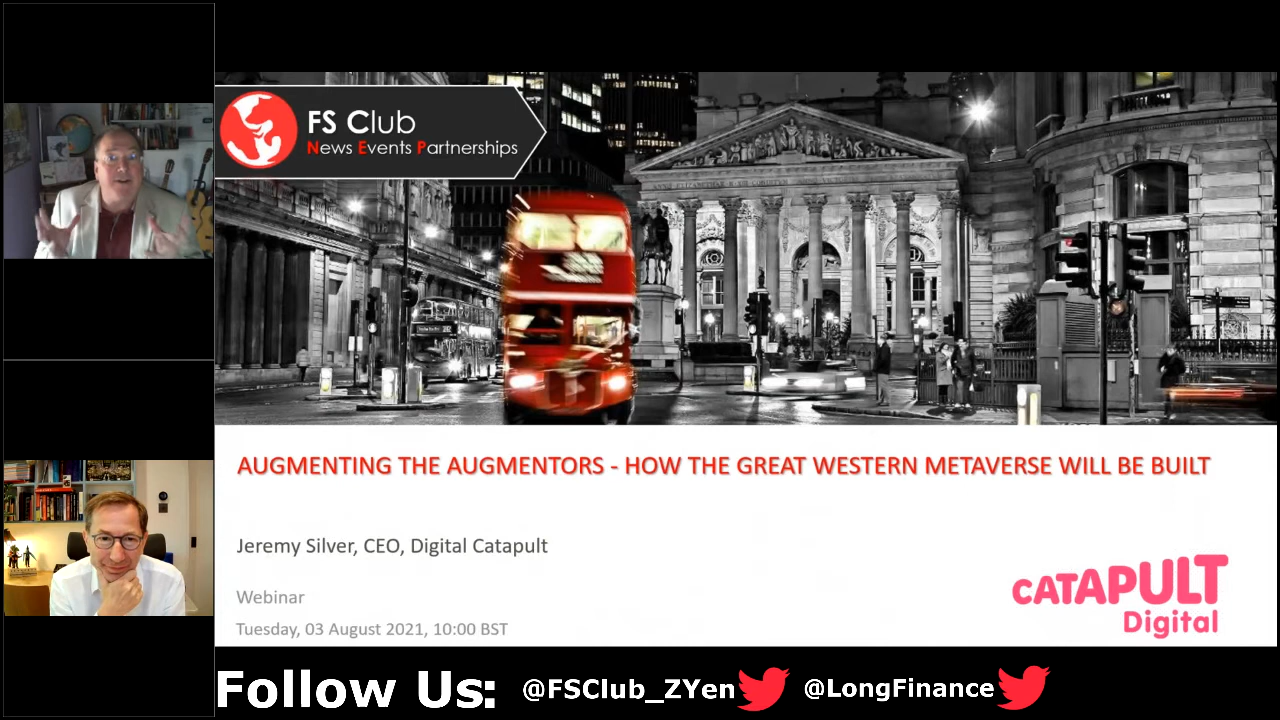 FS Club
News Events Partnerships
AUGMENTING THE AUGMENTORS - HOW THE GREAT WESTERN METAVERSE WILL BE BUILT
Jeremy Silver, CEO, Digital Catapult
Webinar
Tuesday, 03 August 2021, 10:00 BST
CATAPULT
Digital
Follow Us: @FSClub_ZYen @LongFinance